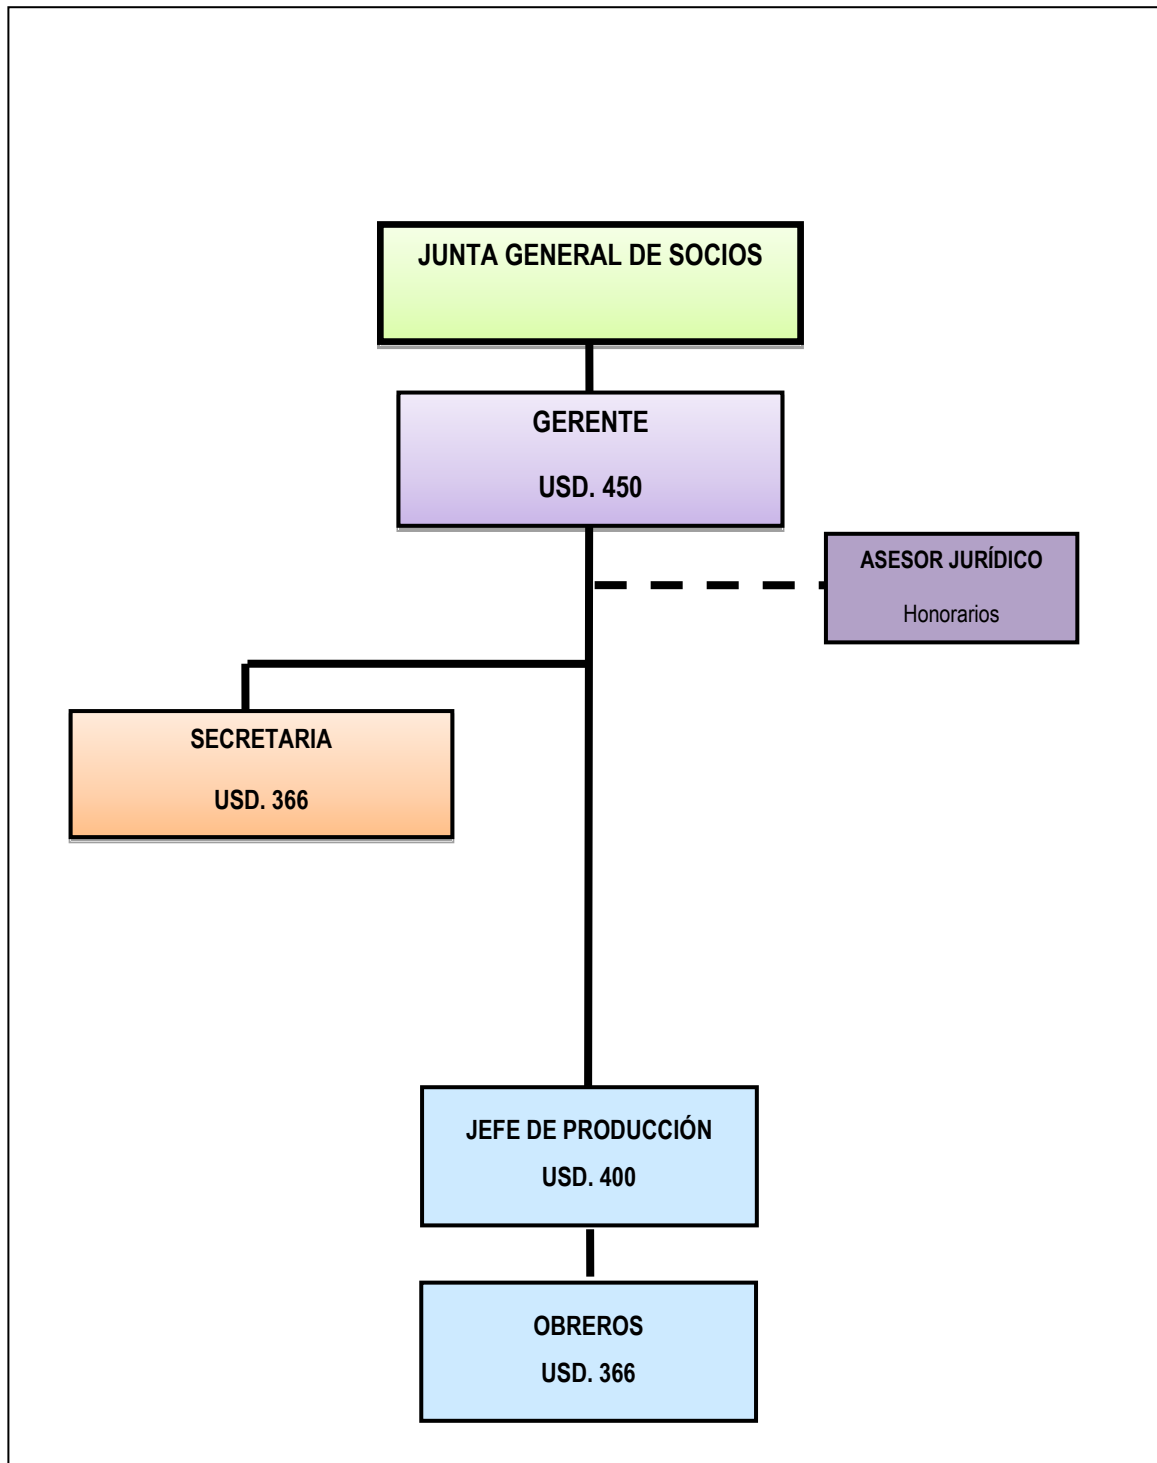 JUNTA GENERAL DE SOCIOS
GERENTE
USD. 450
ASESOR JURÍDICO
Honorarios
SECRETARIA
USD. 366
JEFE DE PRODUCCIÓN
USD. 400
OBREROS
USD. 366